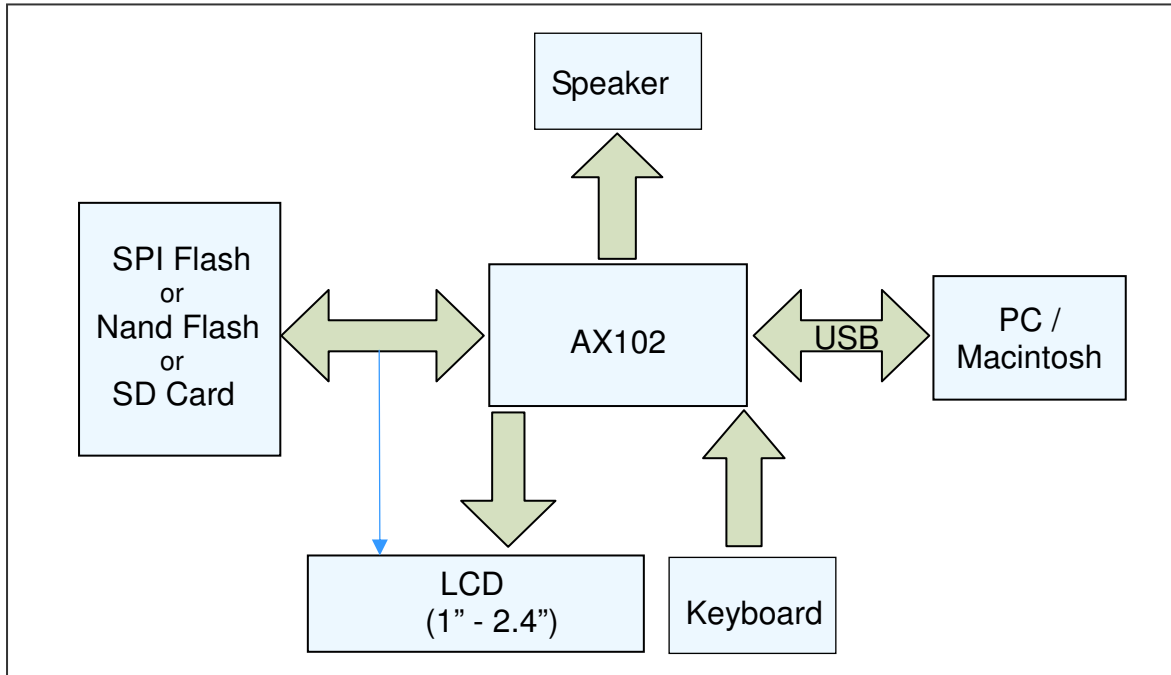 Speaker
SPI Flash
or
Nand Flash
or
SD Card
AX102
USB
PC /
Macintosh
LCD
(1” - 2.4”)
Keyboard